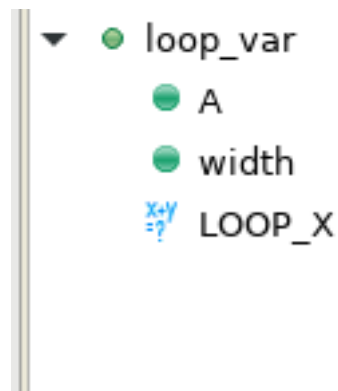 loop_var
A
width
X+Y
=?
LOOP_X